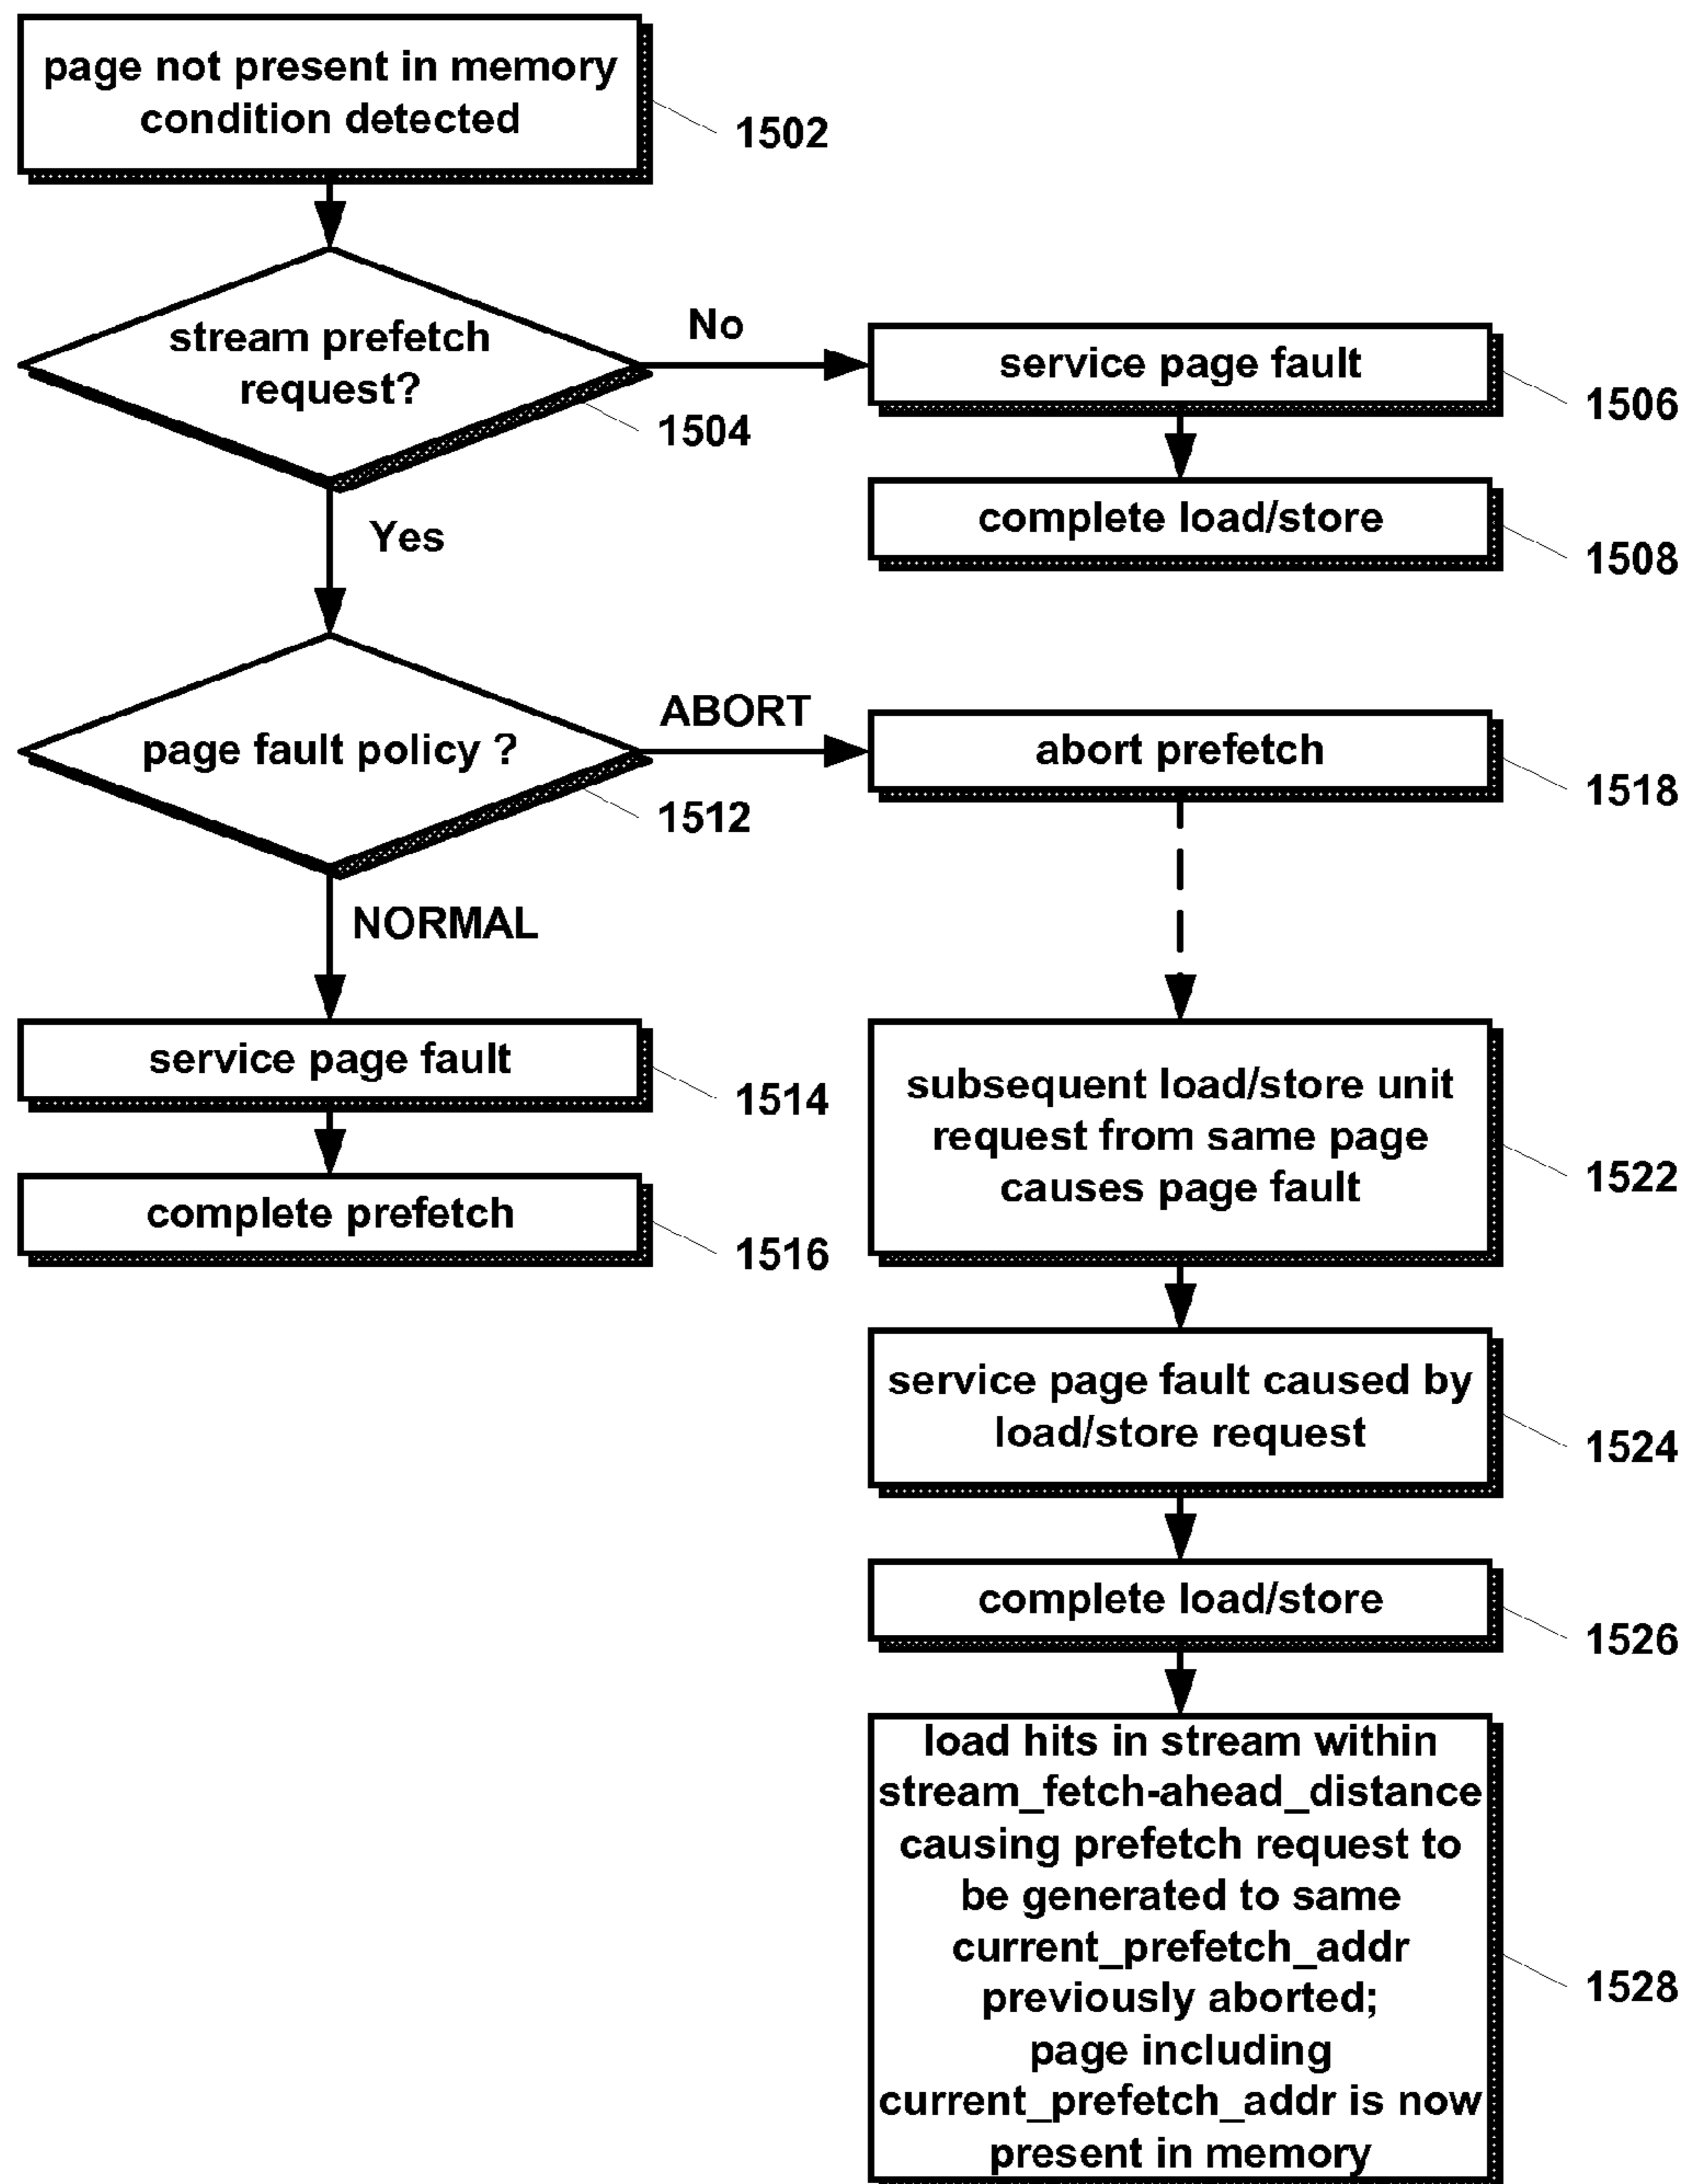 page not present in memory
condition detected
1502
stream prefetch
request?
1504
No
service page fault
1506
complete load/store
1508
Yes
page fault policy ?
1512
ABORT
abort prefetch
1518
NORMAL
service page fault
1514
complete prefetch
1516
subsequent load/store unit
request from same page
causes page fault
1522
service page fault caused by
load/store request
1524
complete load/store
1526
load hits in stream within
stream_fetch-ahead_distance
causing prefetch request to
be generated to same
current_prefetch_addr
previously aborted;
page including
current_prefetch_addr is now
present in memory
1528